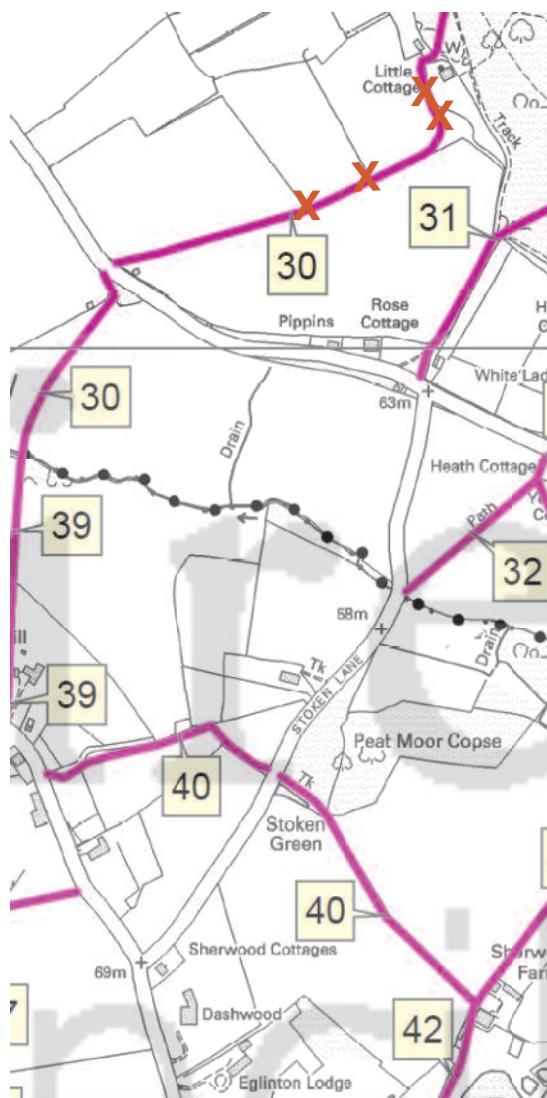 W
Little
Cottage
X
X
Track
X
X
31
30
Pippins
Rose
Cottage
White
63m
30
Drain
Heath Cottage
Path
39
32
58m
Tk
Drain
STOKEN LANE
39
Peat Moor Copse
40
Tk
Stoken
Green
40
Sherwood Cottages
69m
7
Dashwood
42
Eglinton Lodge